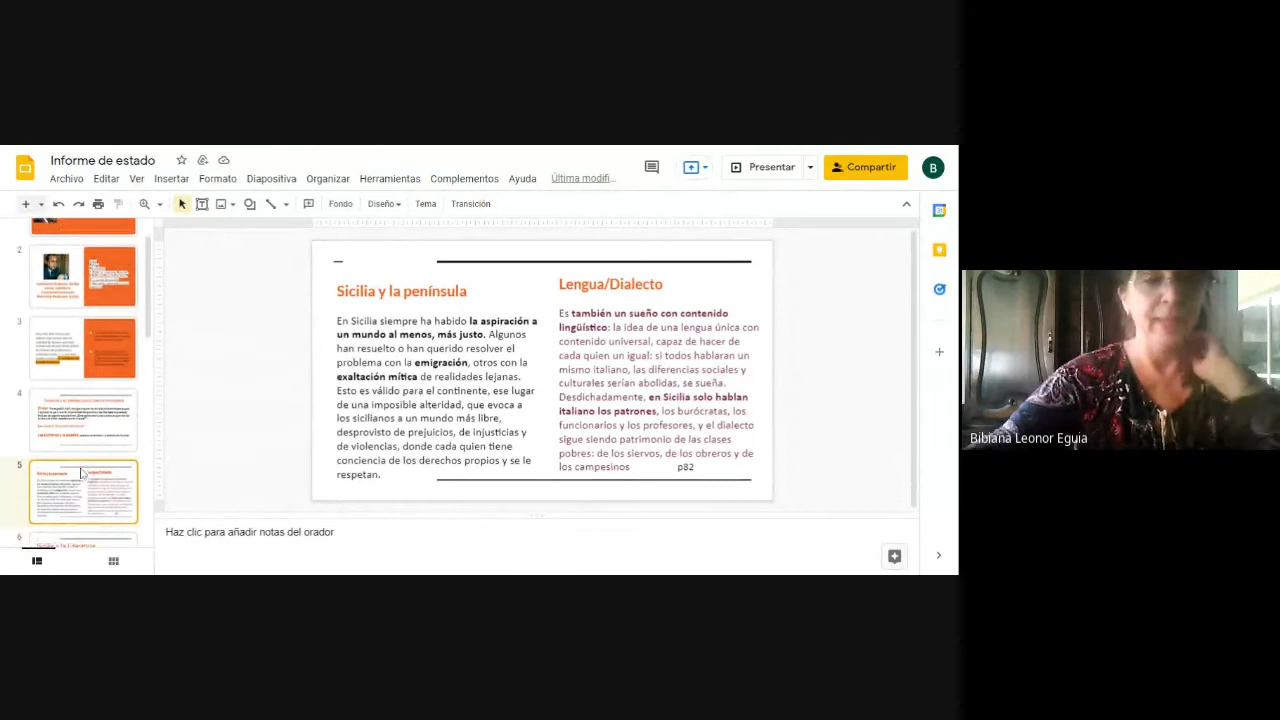 Informe de estado
Archivo Editar Ver Insertar Formato Diapositiva Organizar Herramientas Complementos Ayuda Última modifi...
Presentar
Compartir
B
Fondo Diseño Tema Transición
2
3
4
5
6
Sicilia y la península
En Sicilia siempre ha habido la aspiración a
un mundo al menos, más justo. Algunos
han resuelto o han querido resolver el
problema con la emigración, otros con la
exaltación mítica de realidades lejanas.
Esto es válido para el continente, ese lugar
de una imposible alteridad, que evoca a
los sicilianos a un mundo más libre,
desprovisto de prejuicios, de injusticias y
de violencias, donde cada quien tiene
conciencia de los derechos propios y se le
respetan.
Lengua/Dialecto
Es también un sueño con contenido
lingüístico: la idea de una lengua única con
contenido universal, capaz de hacer de
cada quien un igual: si todos hablaran un
mismo italiano, las diferencias sociales y
culturales serían abolidas, se sueña.
Desdichadamente, en Sicilia solo hablan
italiano los patrones, los burócratas, los
funcionarios y los profesores, y el dialecto
sigue siendo patrimonio de las clases
pobres: de los siervos, de los obreros y de
los campesinos p82
Haz clic para añadir notas del orador
Bibiana Leonor Eguia